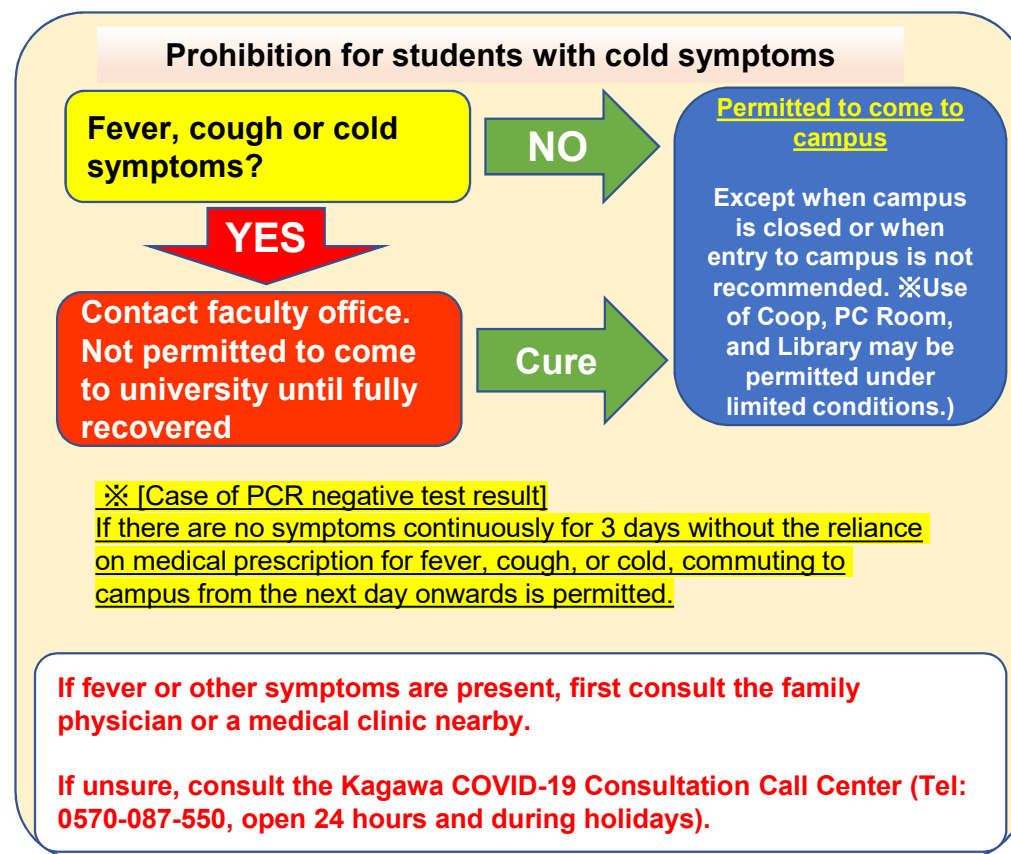 Prohibition for students with cold symptoms
Fever, cough or cold
symptoms?
NO
Permitted to come to
campus
Except when campus
is closed or when
entry to campus is not
recommended. ※Use
of Coop, PC Room,
and Library may be
permitted under
limited conditions.)
YES
Contact faculty office.
Not permitted to come
to university until fully
recovered
Cure
※ [Case of PCR negative test result]
If there are no symptoms continuously for 3 days without the reliance
on medical prescription for fever, cough, or cold, commuting to
campus from the next day onwards is permitted.
If fever or other symptoms are present, first consult the family
physician or a medical clinic nearby.
If unsure, consult the Kagawa COVID-19 Consultation Call Center (Tel:
0570-087-550, open 24 hours and during holidays).